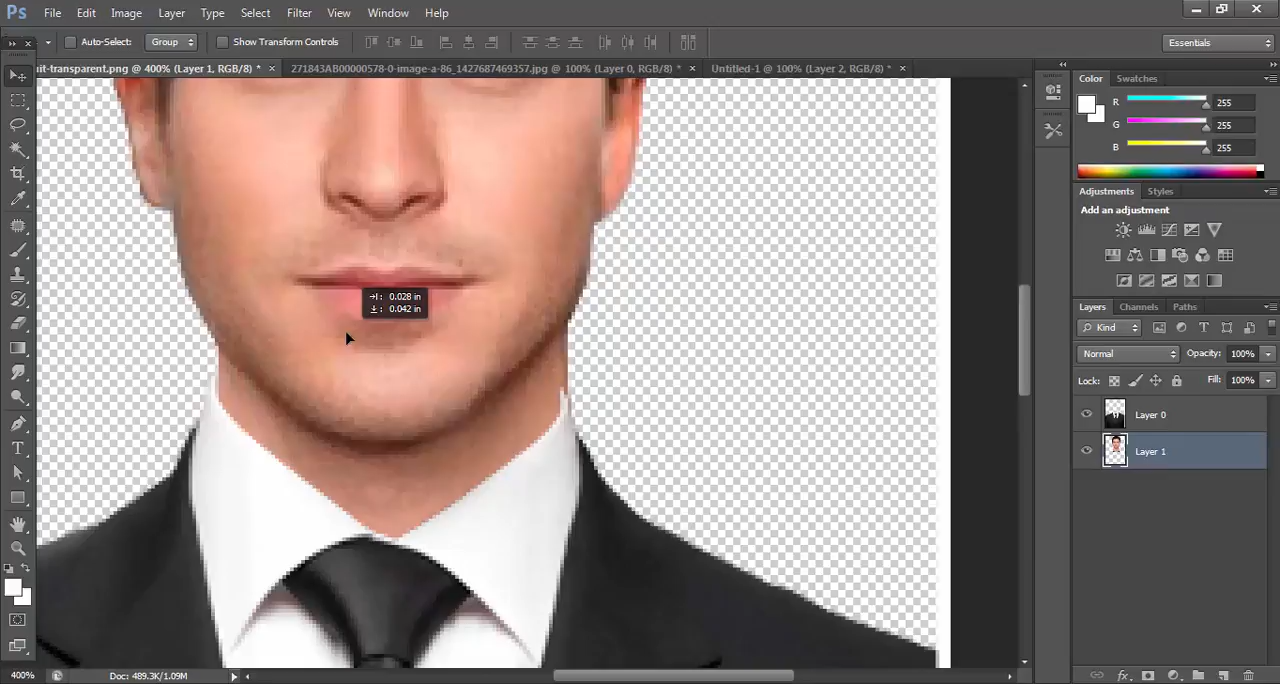 Ps File Edit Image Layer Type Select Filter View Window Help
Auto-Select: Group Show Transform Controls Essentials
uit-transparent.png @ 400% (Layer 1, RGB/8) * × 271843AB00000578-0-image-a-86_1427687469357.jpg @ 100% (Layer 0, RGB/8) * × Untitled-1 @ 100% (Layer 2, RGB/8) * ×
Color Swatches
R 255
G 255
B 255
Adjustments Styles
Add an adjustment
Layers Channels Paths
Kind T
Normal Opacity: 100%
Lock: Fill: 100%
Layer 0
Layer 1
fx
T
0.028 in
0.042 in
400% Doc: 489.3K/1.09M